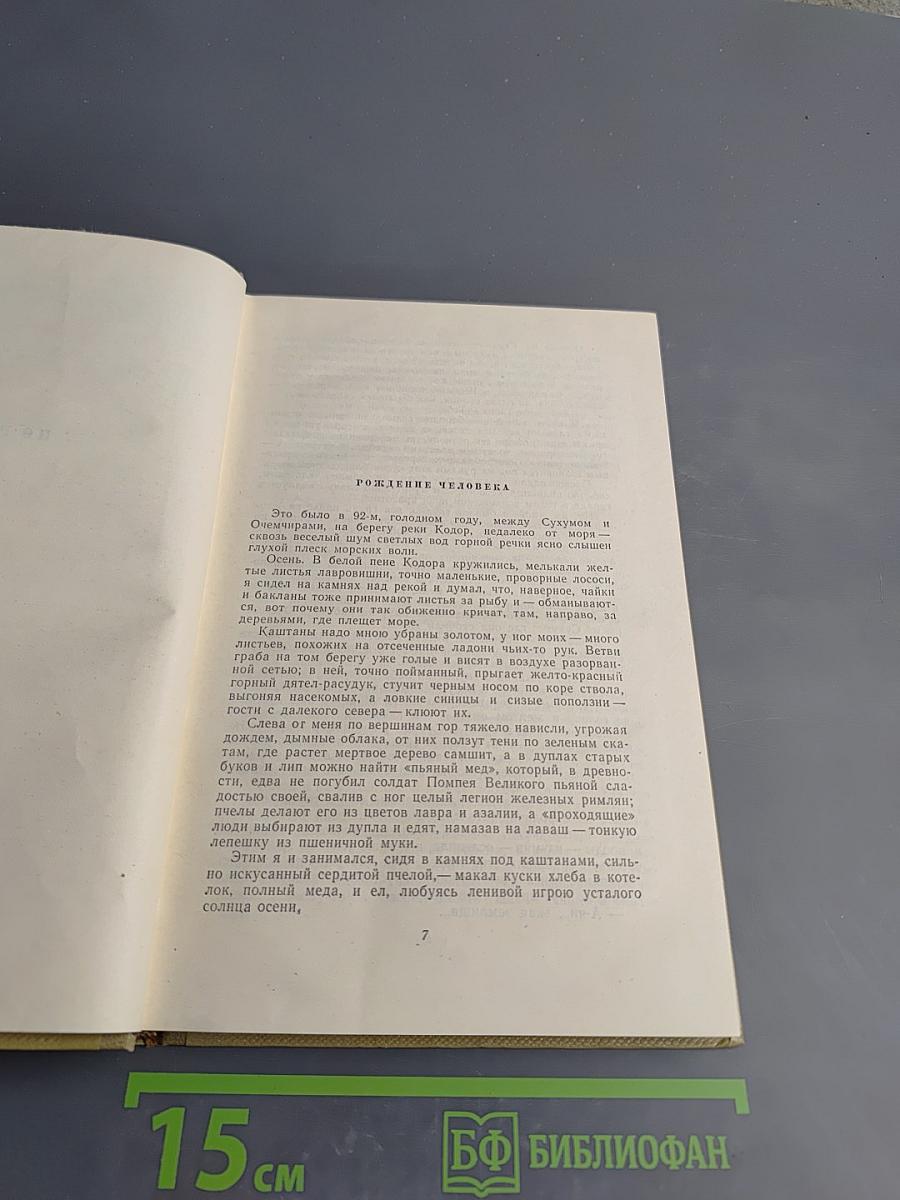 РОЖДЕНИЕ ЧЕЛОВЕКА
Это было в 92-м, голодном году, между Сухумом и
Очемчирами, на берегу реки Кодор, недалеко от моря —
сквозь веселый шум светлых вод горной речки ясно слышен
глухой плеск морских волн.
Осень. В белой пене Кодора кружились, мелькали жел-
тые листья лавровишни, точно маленькие, проворные лососи,
я сидел на камнях над рекой и думал, что, наверное, чайки
и бакланы тоже принимают листья за рыбу и — обманывают-
ся, вот почему они так обиженно кричат, там, направо, за
деревьями, где плещет море.
Каштаны надо мною убраны золотом, у ног моих — много
листьев, похожих на отсеченные ладони чьих-то рук. Ветви
граба на том берегу уже голые и висят в воздухе разорван-
ной сетью; в ней, точно пойманный, прыгает желто-красный
горный дятел-расудук, стучит черным носом по коре ствола,
выгоняя насекомых, а ловкие синицы и сизые поползни —
гости с далекого севера — клюют их.
Слева от меня по вершинам гор тяжело нависли, угрожая
дождем, дымные облака, от них ползут тени по зеленым ска-
там, где растет мертвое дерево самшит, а в дуплах старых
буков и лип можно найти «пьяный мед», который, в древно-
сти, едва не погубил солдат Помпея Великого пьяной сла-
достью своей, свалив с ног целый легион железных римлян;
пчелы делают его из цветов лавра и азалии, а «проходящие»
люди выбирают из дупла и едят, намазав на лаваш — тонкую
лепешку из пшеничной муки.
Этим я и занимался, сидя в камнях под каштанами, силь-
но искусанный сердитой пчелой,— макал куски хлеба в коте-
лок, полный меда, и ел, любуясь ленивой игрою усталого
солнца осени,
7
15 см
БФ БИБЛИОФАН